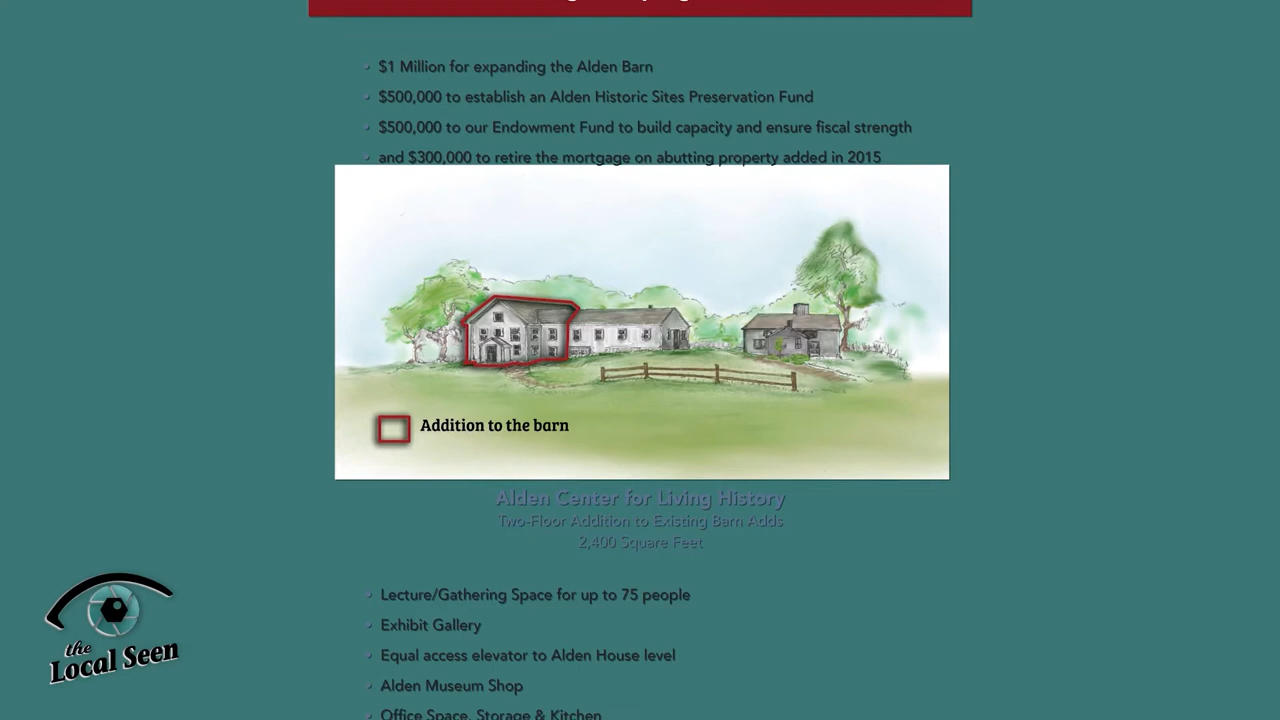 • $1 Million for expanding the Alden Barn
• $500,000 to establish an Alden Historic Sites Preservation Fund
• $500,000 to our Endowment Fund to build capacity and ensure fiscal strength
• and $300,000 to retire the mortgage on abutting property added in 2015
Addition to the barn
Alden Center for Living History
Two-Floor Addition to Existing Barn Adds
2,400 Square Feet
• Lecture/Gathering Space for up to 75 people
• Exhibit Gallery
• Equal access elevator to Alden House level
• Alden Museum Shop
• Office Space, Storage & Kitchen
the
Local Seen